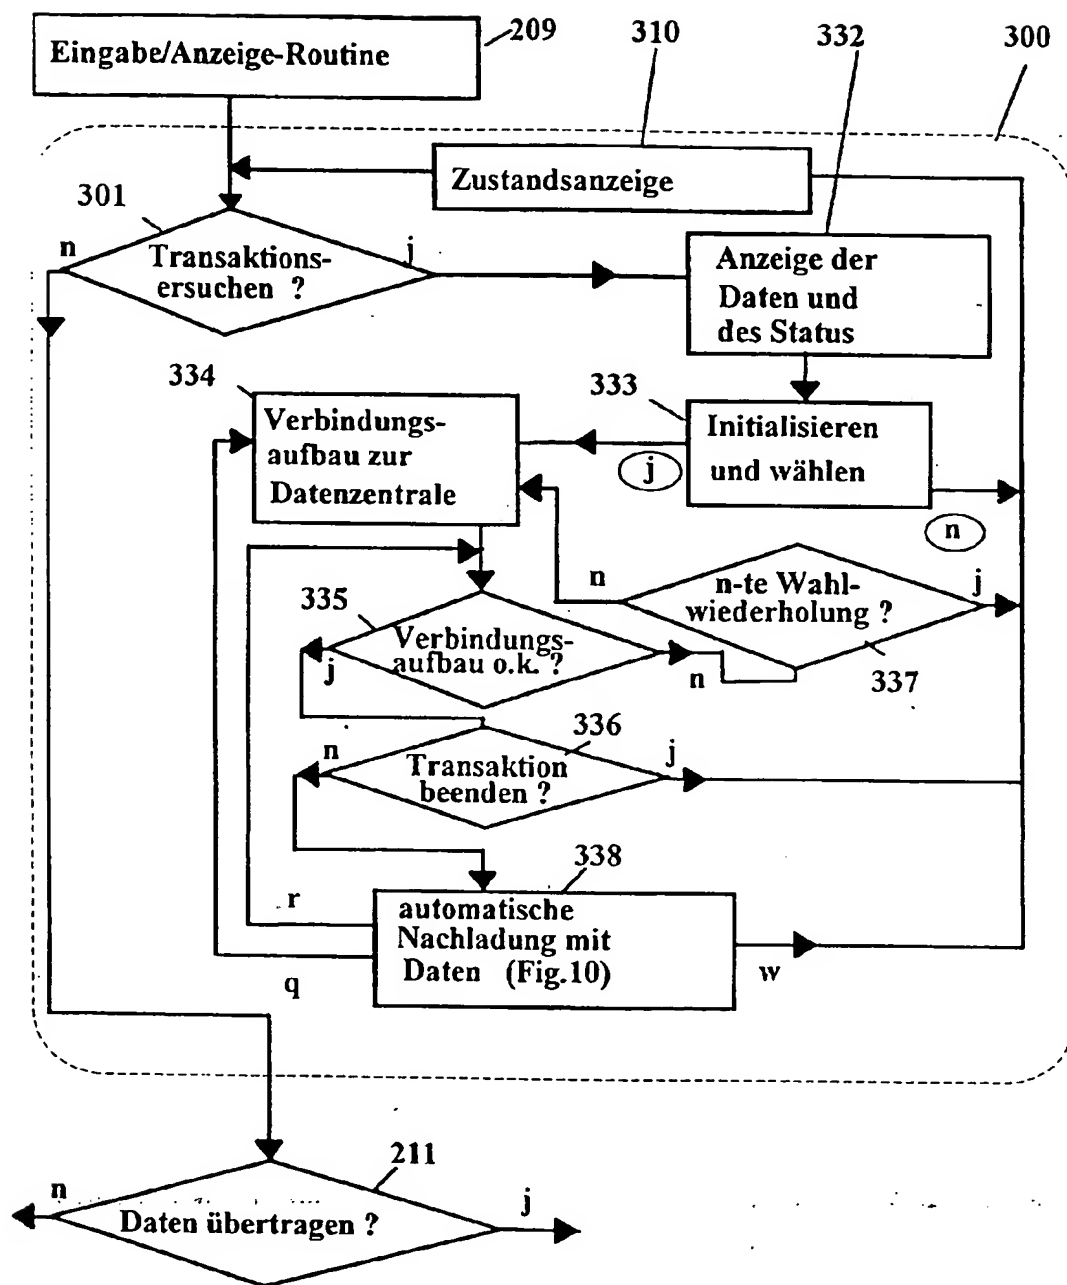 209
310
332
300
Eingabe/Anzeige-Routine
Zustandsanzeige
301
n
j
Transaktions-
ersuchen ?
Anzeige der
Daten und
des Status
334
333
Verbindungs-
aufbau zur
Datenzentrale
Initialisieren
und wählen
j
n
n
n-te Wahl-
wiederholung ?
j
337
335
Verbindungs-
aufbau o.k. ?
j
n
336
n
Transaktion
beenden ?
j
338
automatische
Nachladung mit
Daten (Fig.10)
r
q
w
211
n
Daten übertragen ?
j